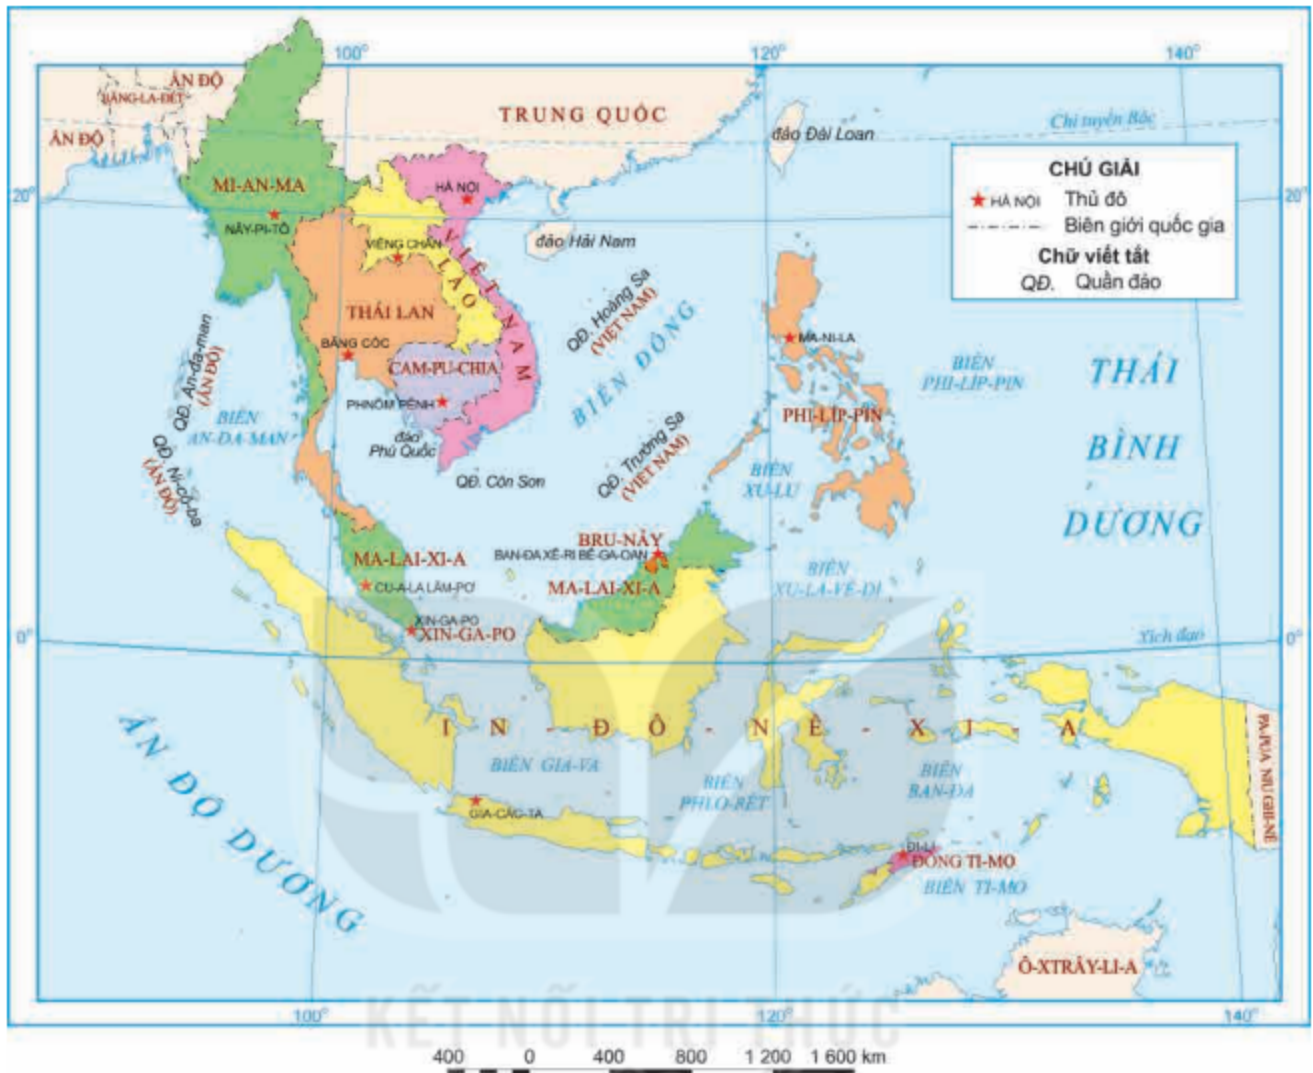 100°
120°
140°
ẤN ĐỘ
BĂNG-LA-ĐÉT
ẤN ĐỘ
TRUNG QUỐC
đảo Đài Loan
Chí tuyến Bắc
20°
20°
MI-AN-MA
NÂY-PI-TÔ
HÀ NỘI
VIÊNG CHĂN
LÀO
VIỆT NAM
đảo Hải Nam
CHÚ GIẢI
HÀ NỘI Thủ đô
Biên giới quốc gia
Chữ viết tắt
QĐ. Quần đảo
THÁI LAN
BĂNG CỐC
CAM-PU-CHIA
PHNÔM PÊNH
đảo
Phú Quốc
QĐ. Côn Sơn
QĐ. Hoàng Sa
(VIỆT NAM)
BIỂN ĐÔNG
QĐ. Trường Sa
(VIỆT NAM)
QĐ. An-đa-man
(ẤN ĐỘ)
BIỂN
AN-ĐA-MAN
QĐ. Ni-cô-ba
(ẤN ĐỘ)
MA-NI-LA
PHI-LÍP-PIN
BIỂN
PHI-LÍP-PIN
THÁI
BÌNH
DƯƠNG
BIỂN
XU-LU
BRU-NÂY
BAN-ĐA XÊ-RI BÊ-GA-OAN
MA-LAI-XI-A
MA-LAI-XI-A
CU-A-LA LĂM-PƠ
XIN-GA-PO
XIN-GA-PO
BIỂN
XU-LA-VÊ-DI
0°
Xích đạo
0°
IN-ĐÔ-NÊ-XI-A
BIỂN GIA-VA
BIỂN
PHLO-RÉT
BIỂN
BAN-ĐA
PA-PUA NIU GHI-NÊ
GIA-CÁC-TA
ẤN ĐỘ DƯƠNG
ĐI-LI
ĐÔNG TI-MO
BIỂN TI-MO
Ô-XTRÂY-LI-A
100°
120°
140°
KẾT NỐI TRI THỨC
400 0 400 800 1 200 1 600 km